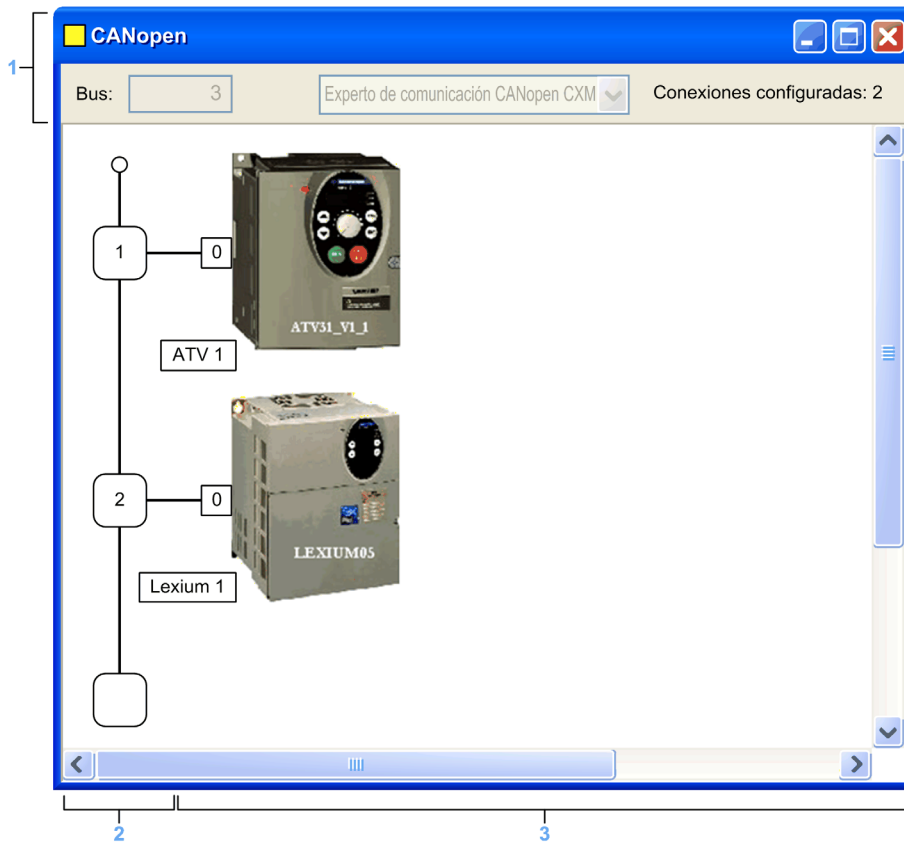 CANopen
1
Bus:
3
Experto de comunicación CANopen CXM
Conexiones configuradas: 2
1
0
ATV31_V1_1
ATV 1
2
0
LEXIUM05
Lexium 1
2
3